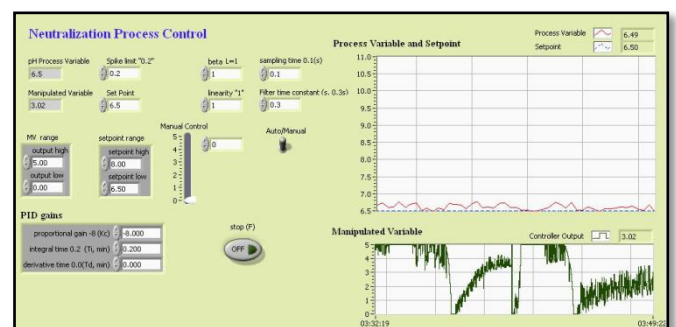 Neutralization Process Control
pH Process Variable
6.5
Spike limit "0.2"
0.2
beta L=1
1
sampling time 0.1(s)
0.1
Manipulated Variable
3.02
Set Point
6.5
linearity "1"
1
Filter time constant (s. 0.3s)
0.3
MV range
output high
5.00
output low
0.00
setpoint range
setpoint high
8.00
setpoint low
6.50
Manual Control
5
4
3
2
1
0
0
Auto/Manual
PID gains
proportional gain -8 (Kc)
-8.000
integral time 0.2 (Ti, min)
0.200
derivative time 0.0(Td, min)
0.000
stop (F)
OFF
Process Variable and Setpoint
Process Variable
6.49
Setpoint
6.50
11.0
10.5
10.0
9.5
9.0
8.5
8.0
7.5
7.0
6.5
Manipulated Variable
Controller Output
3.02
5
4
3
2
1
0
03:32:19
03:49:22